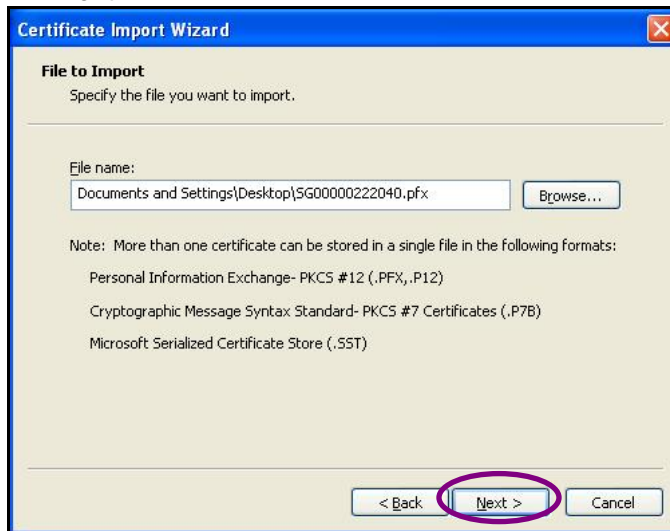 Certificate Import Wizard
File to Import
Specify the file you want to import.
File name:
Documents and Settings\Desktop\SG00000222040.pfx
Browse...
Note: More than one certificate can be stored in a single file in the following formats:
Personal Information Exchange- PKCS #12 (.PFX,.P12)
Cryptographic Message Syntax Standard- PKCS #7 Certificates (.P7B)
Microsoft Serialized Certificate Store (.SST)
< Back Next > Cancel